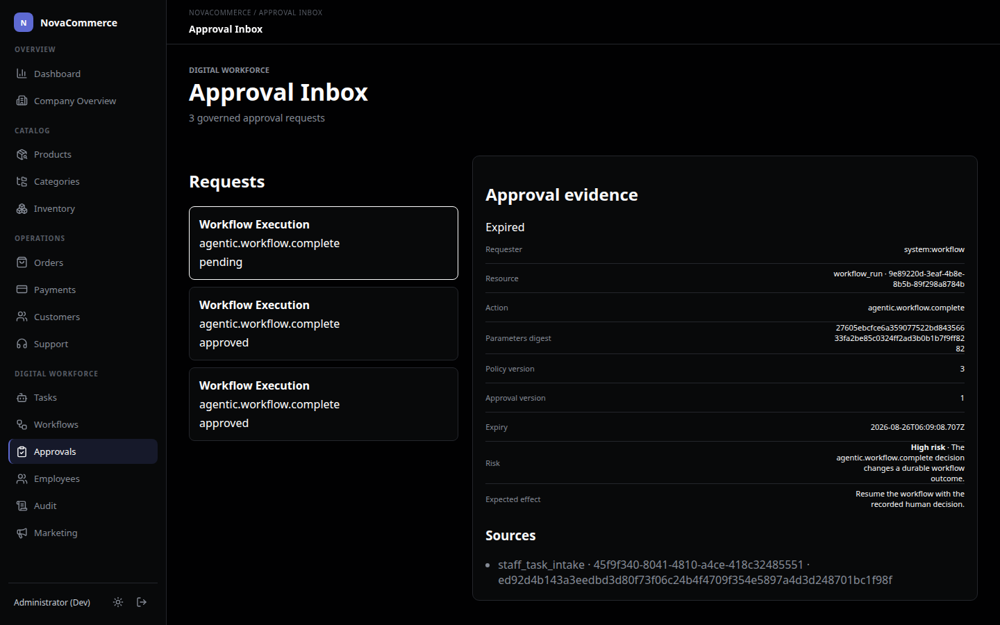 N
NovaCommerce
OVERVIEW
Dashboard
Company Overview
CATALOG
Products
Categories
Inventory
OPERATIONS
Orders
Payments
Customers
Support
DIGITAL WORKFORCE
Tasks
Workflows
Approvals
Employees
Audit
Marketing
Administrator (Dev)
NOVACOMMERCE / APPROVAL INBOX
Approval Inbox
DIGITAL WORKFORCE
Approval Inbox
3 governed approval requests
Requests
Workflow Execution
agentic.workflow.complete
pending
Workflow Execution
agentic.workflow.complete
approved
Workflow Execution
agentic.workflow.complete
approved
Approval evidence
Expired
Requester
system:workflow
Resource
workflow_run · 9e89220d-3eaf-4b8e-
8b5b-89f298a8784b
Action
agentic.workflow.complete
Parameters digest
27605ebcfce6a359077522bd843566
33fa2be85c0324ff2ad3b0b1b7f9ff82
82
Policy version
3
Approval version
1
Expiry
2026-08-26T06:09:08.707Z
Risk
High risk · The
agentic.workflow.complete decision
changes a durable workflow
outcome.
Expected effect
Resume the workflow with the
recorded human decision.
Sources
staff_task_intake · 45f9f340-8041-4810-a4ce-418c32485551 ·
ed92d4b143a3eedbd3d80f73f06c24b4f4709f354e5897a4d3d248701bc1f98f